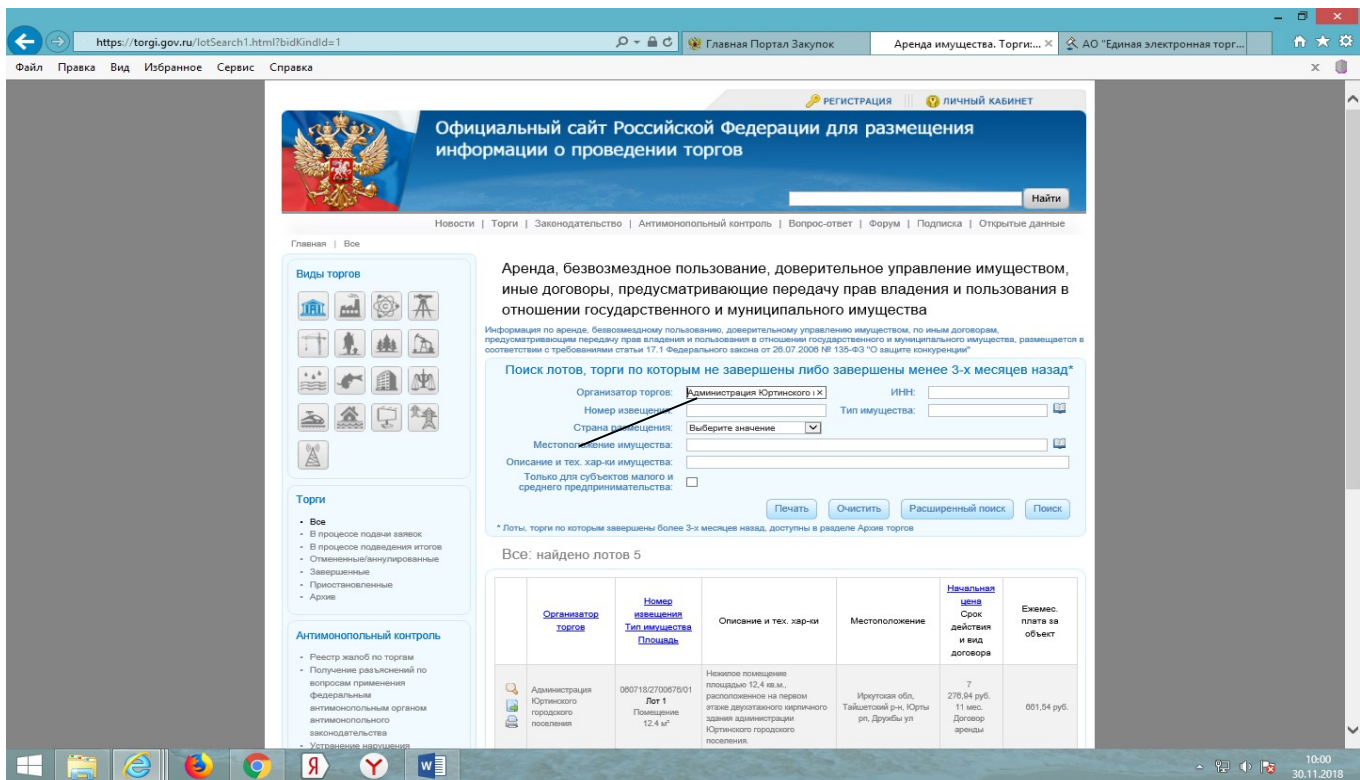 https://torgi.gov.ru/lotSearch1.html?bidKindId=1
Главная Портал Закупок
Аренда имущества. Торги:...
АО "Единая электронная торг...
Файл Правка Вид Избранное Сервис Справка
РЕГИСТРАЦИЯ
ЛИЧНЫЙ КАБИНЕТ
Официальный сайт Российской Федерации для размещения
информации о проведении торгов
Найти
Новости | Торги | Законодательство | Антимонопольный контроль | Вопрос-ответ | Форум | Подписка | Открытые данные
Главная | Все
Виды торгов
Торги
• Все
• В процессе подачи заявок
• В процессе подведения итогов
• Отмененные/аннулированные
• Завершенные
• Приостановленные
• Архив
Антимонопольный контроль
• Реестр жалоб по торгам
• Получение разъяснений по
вопросам применения
федеральным
антимонопольным органом
антимонопольного
законодательства
• Устранение нарушения
Аренда, безвозмездное пользование, доверительное управление имуществом,
иные договоры, предусматривающие передачу прав владения и пользования в
отношении государственного и муниципального имущества
Информация по аренде, безвозмездному пользованию, доверительному управлению имуществом, по иным договорам,
предусматривающим передачу прав владения и пользования в отношении государственного и муниципального имущества, размещается в
соответствии с требованиями статьи 17.1 Федерального закона от 26.07.2006 № 135-ФЗ "О защите конкуренции"
Поиск лотов, торги по которым не завершены либо завершены менее 3-х месяцев назад*
Организатор торгов: Администрация Юртинского г ×
ИНН:
Номер извещения:
Тип имущества:
Страна размещения: Выберите значение
Местоположение имущества:
Описание и тех. хар-ки имущества:
Только для субъектов малого и
среднего предпринимательства:
Печать
Очистить
Расширенный поиск
Поиск
* Лоты, торги по которым завершены более 3-х месяцев назад, доступны в разделе Архив торгов
Все: найдено лотов 5
Организатор
торгов
Номер
извещения
Тип имущества
Площадь
Описание и тех. хар-ки
Местоположение
Начальная
цена
Срок
действия
и вид
договора
Ежемес.
плата за
объект
Администрация
Юртинского
городского
поселения
060718/2700676/01
Лот 1
Помещение
12.4 м²
Нежилое помещение
площадью 12,4 кв.м.,
расположенное на первом
этаже двухэтажного кирпичного
здания администрации
Юртинского городского
поселения.
Иркутская обл,
Тайшетский р-н, Юрты
рп, Дружбы ул
7
276,94 руб.
11 мес.
Договор
аренды
661,54 руб.
10:00
30.11.2018